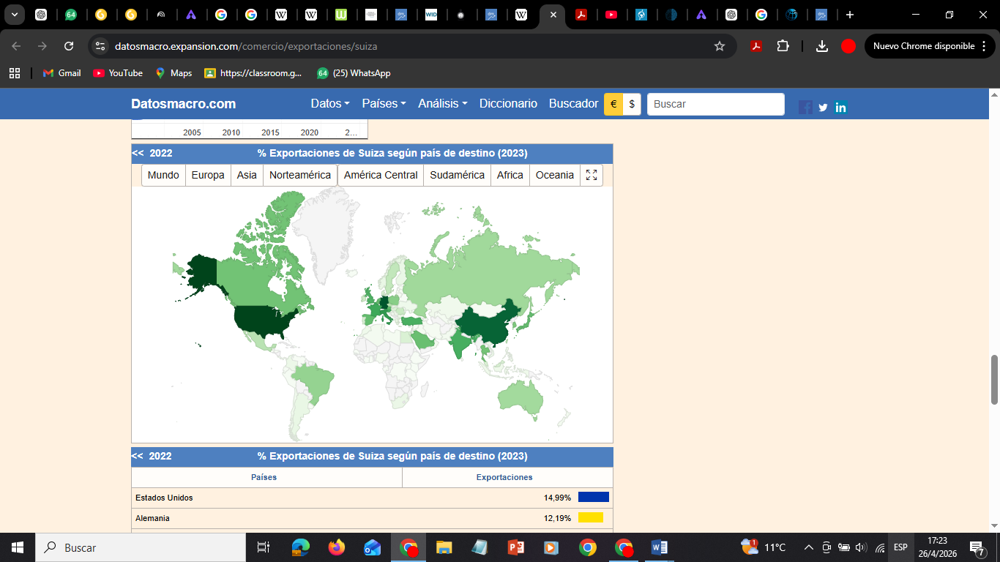 64
W
W
W
WID
W
datosmacro.expansion.com/comercio/exportaciones/suiza
Nuevo Chrome disponible
Gmail
YouTube
Maps
https://classroom.g...
64
(25) WhatsApp
Datosmacro.com
Datos
Países
Análisis
Diccionario
Buscador
€
$
Buscar
in
2005 2010 2015 2020 2...
<< 2022 % Exportaciones de Suiza según país de destino (2023)
Mundo Europa Asia Norteamérica América Central Sudamérica Africa Oceania
<< 2022 % Exportaciones de Suiza según país de destino (2023)
Países Exportaciones
Estados Unidos 14,99%
Alemania 12,19%
Buscar
1
11°C
ESP
17:23
26/4/2026
7